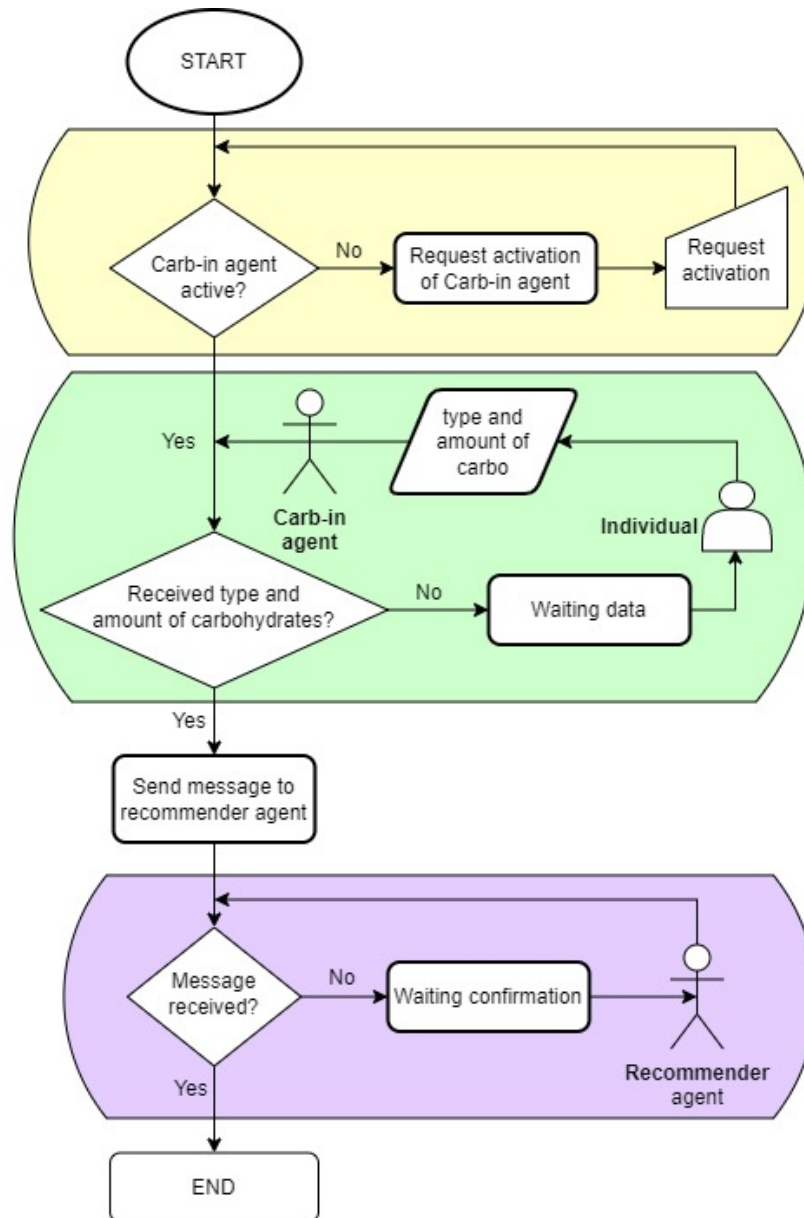 START
Carb-in agent
active?
No
Request activation
of Carb-in agent
Request
activation
Yes
type and
amount of
carbo
Carb-in
agent
Individual
Received type and
amount of carbohydrates?
No
Waiting data
Yes
Send message to
recommender agent
Message
received?
No
Waiting confirmation
Recommender
agent
Yes
END